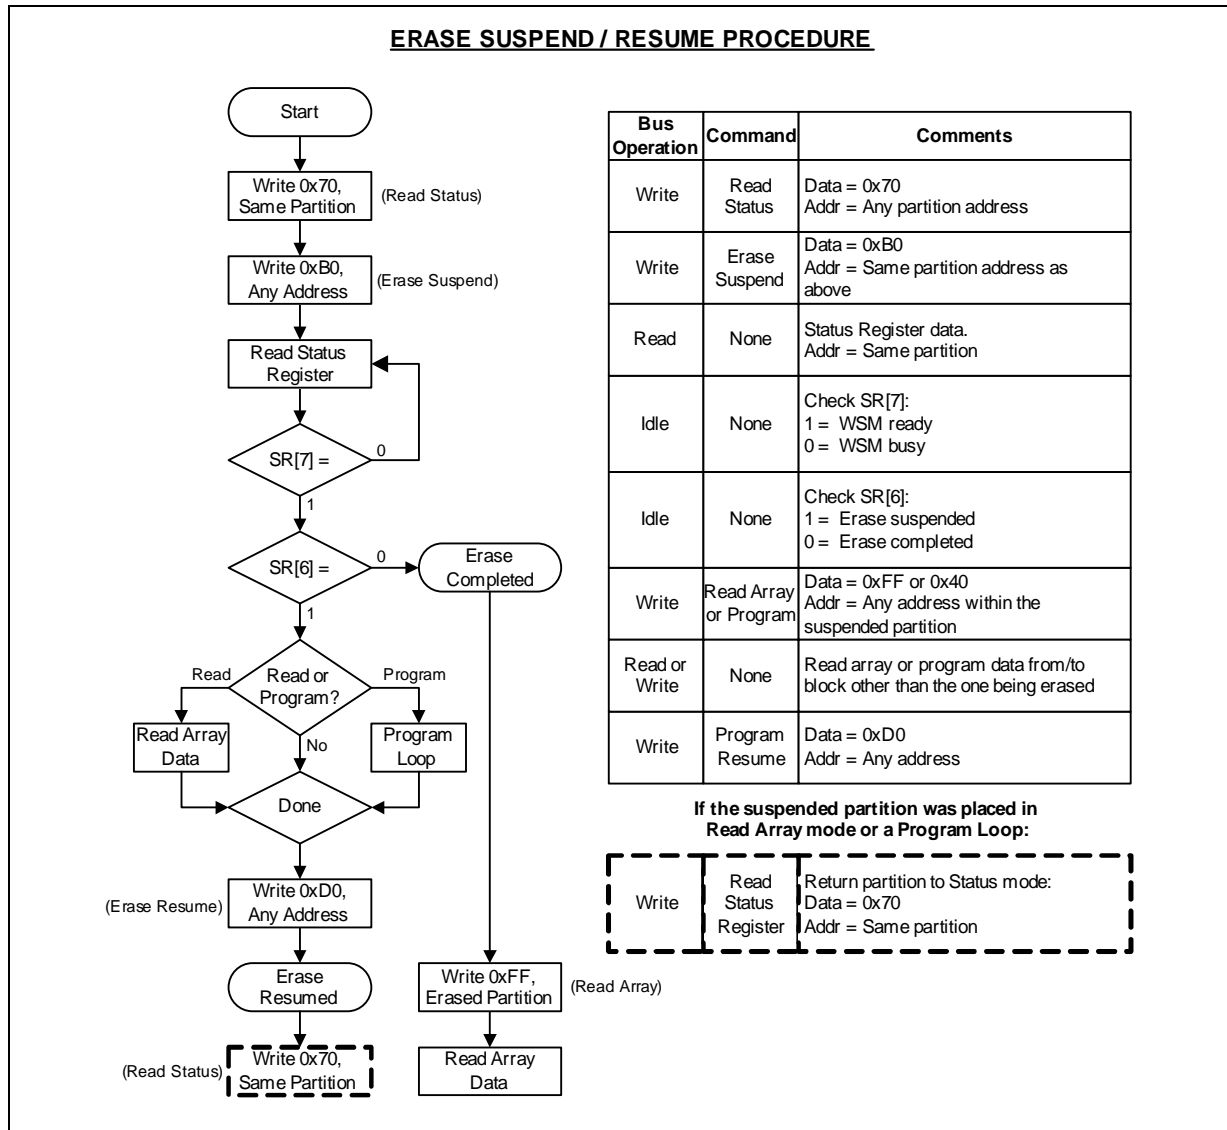 ERASE SUSPEND / RESUME PROCEDURE
Start
Write 0x70,
Same Partition
(Read Status)
Write 0xB0,
Any Address
(Erase Suspend)
Read Status
Register
SR[7] =
0
1
SR[6] =
0
Erase
Completed
1
Read
Read or
Program?
Program
Read Array
Data
No
Program
Loop
Done
(Erase Resume)
Write 0xD0,
Any Address
Erase
Resumed
Write 0xFF,
Erased Partition
(Read Array)
(Read Status)
Write 0x70,
Same Partition
Read Array
Data
Bus
Operation
Command
Comments
Write
Read
Status
Data = 0x70
Addr = Any partition address
Write
Erase
Suspend
Data = 0xB0
Addr = Same partition address as
above
Read
None
Status Register data.
Addr = Same partition
Idle
None
Check SR[7]:
1 = WSM ready
0 = WSM busy
Idle
None
Check SR[6]:
1 = Erase suspended
0 = Erase completed
Write
Read Array
or Program
Data = 0xFF or 0x40
Addr = Any address within the
suspended partition
Read or
Write
None
Read array or program data from/to
block other than the one being erased
Write
Program
Resume
Data = 0xD0
Addr = Any address
If the suspended partition was placed in
Read Array mode or a Program Loop:
Write
Read
Status
Register
Return partition to Status mode:
Data = 0x70
Addr = Same partition